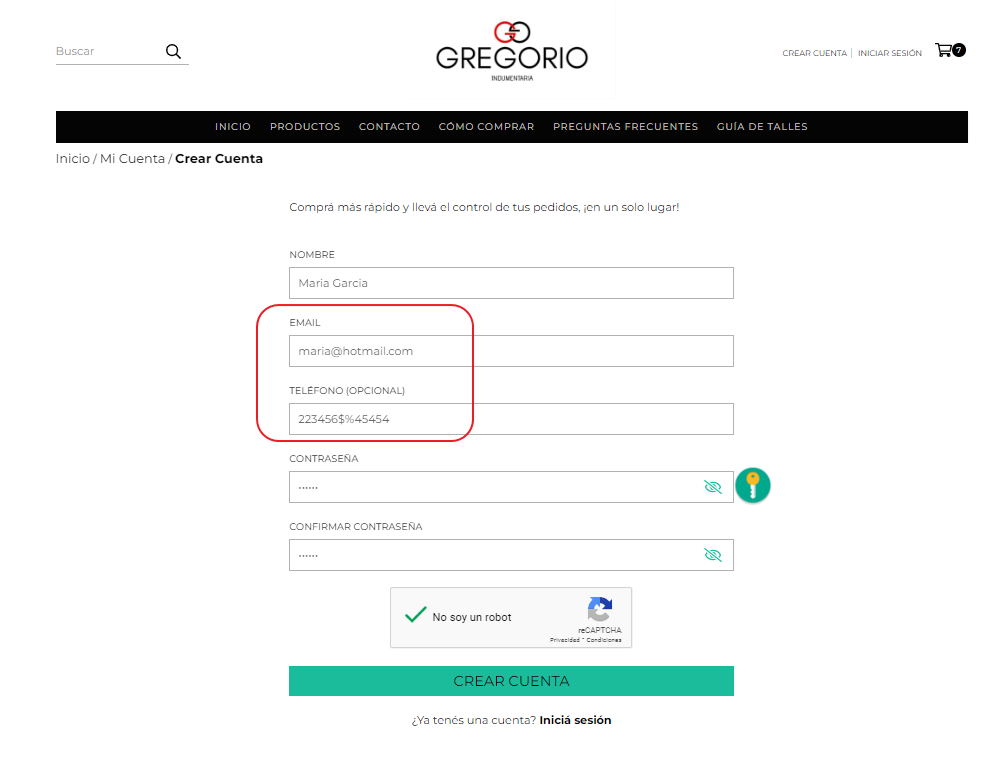 Buscar
GREGORIO
INDUMENTARIA
CREAR CUENTA | INICIAR SESIÓN
7
INICIO PRODUCTOS CONTACTO CÓMO COMPRAR PREGUNTAS FRECUENTES GUÍA DE TALLES
Inicio / Mi Cuenta / Crear Cuenta
Comprá más rápido y llevá el control de tus pedidos, ¡en un solo lugar!
NOMBRE
Maria Garcia
EMAIL
maria@hotmail.com
TELÉFONO (OPCIONAL)
223456$%45454
CONTRASEÑA
······
CONFIRMAR CONTRASEÑA
······
No soy un robot
reCAPTCHA
Privacidad - Condiciones
CREAR CUENTA
¿Ya tenés una cuenta? Iniciá sesión